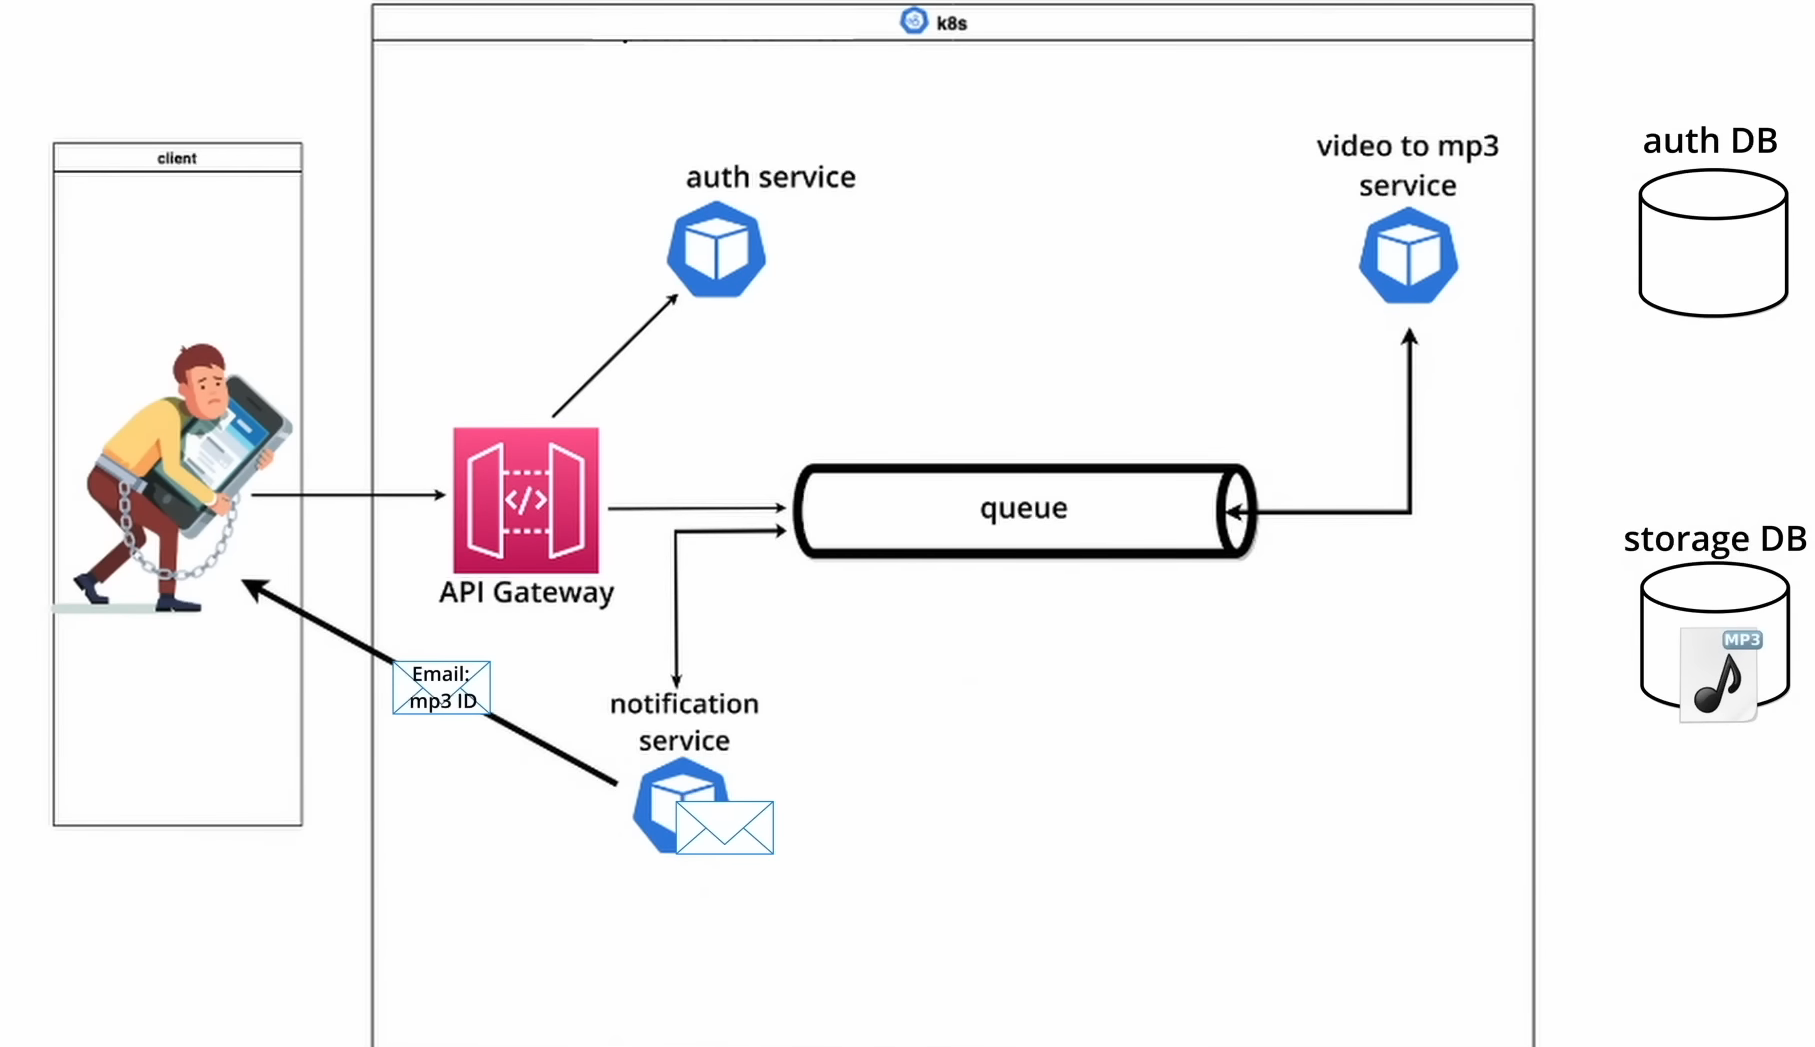 k8s
client
auth service
video to mp3
service
auth DB
</>
API Gateway
queue
storage DB
MP3
Email:
mp3 ID
notification
service